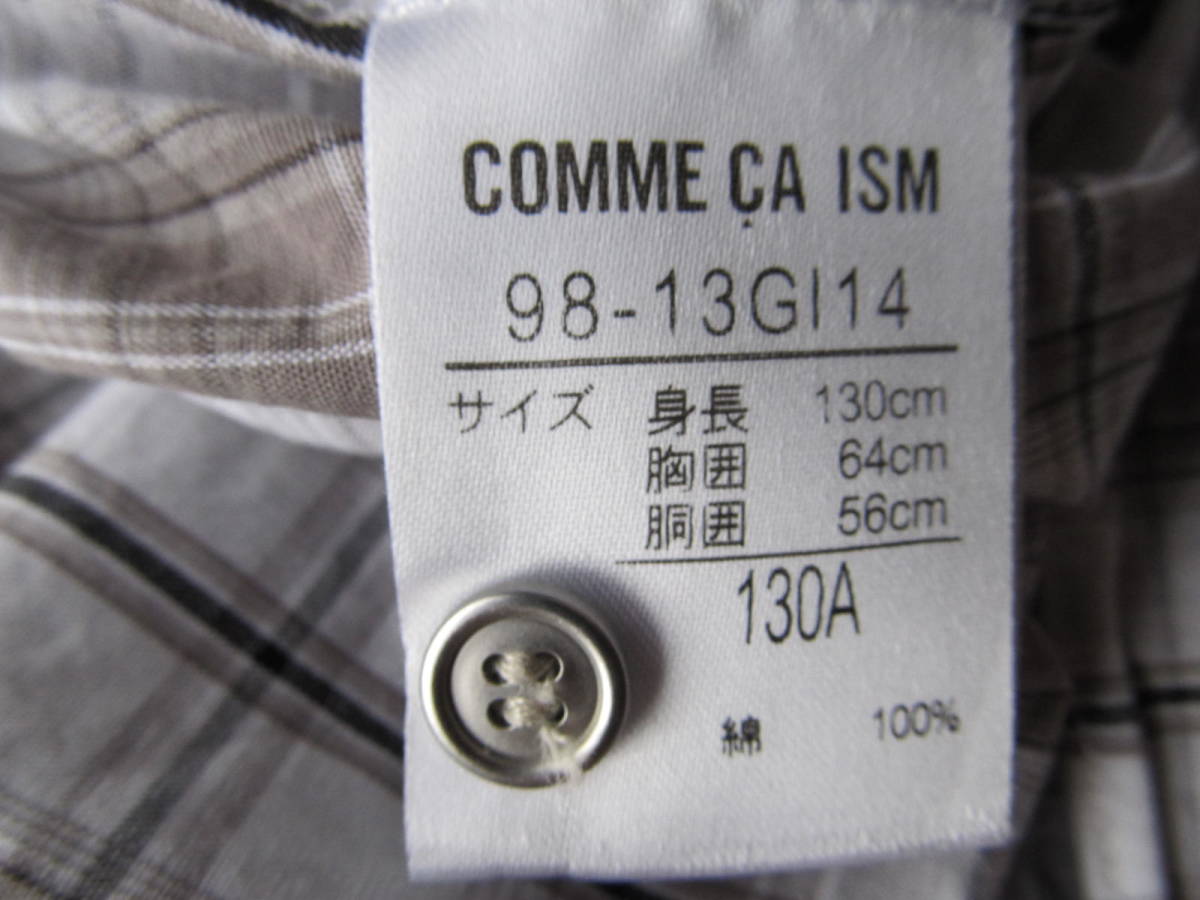 COMME ÇA ISM
98-13GI14
サイズ 身長 130cm
胸囲 64cm
胴囲 56cm
130A
綿 100%